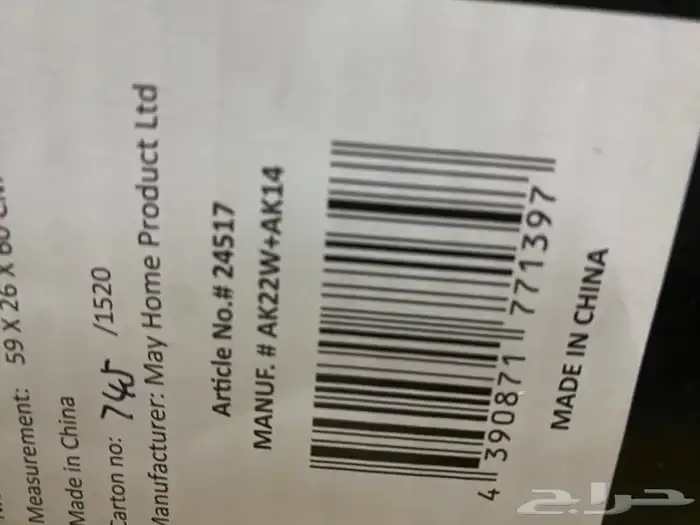 Measurement: 59 X 26 X 60
Made in China
Carton no: 745 /1520
Manufacturer: May Home Product Ltd
Article No.# 24517
MANUF. # AK22W+AK14
4 390871 771397
MADE IN CHINA
حراج